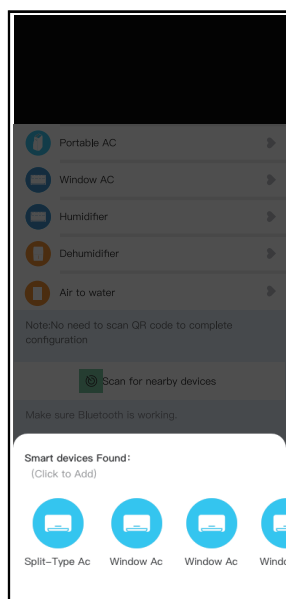 Portable AC
Window AC
Humidifier
Dehumidifier
Air to water
Note:No need to scan QR code to complete
configuration
Scan for nearby devices
Make sure Bluetooth is working.
Smart devices Found:
(Click to Add)
Split-Type Ac Window Ac Window Ac Windo